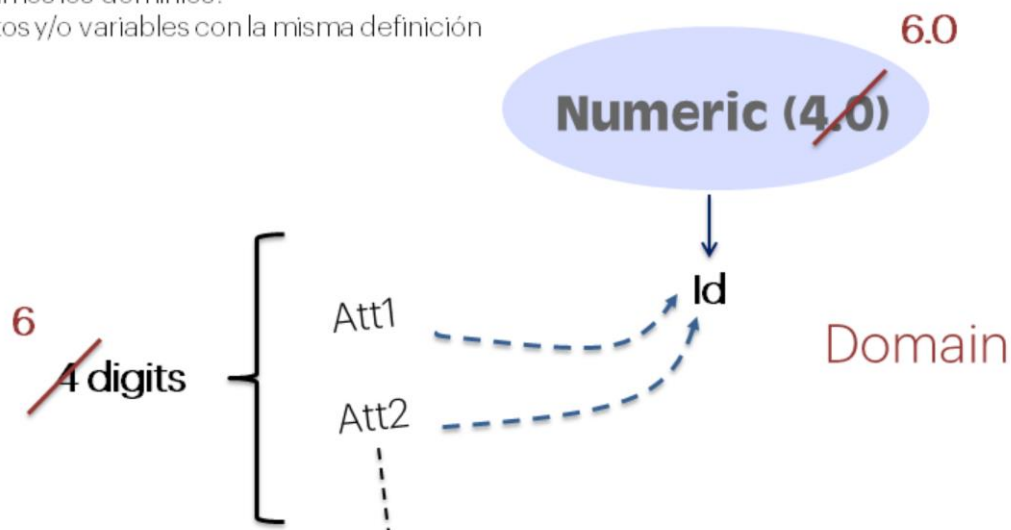 tos y/o variables con la misma definición
6.0
Numeric (4.0)
Id
Att1
6
Domain
4 digits
Att2